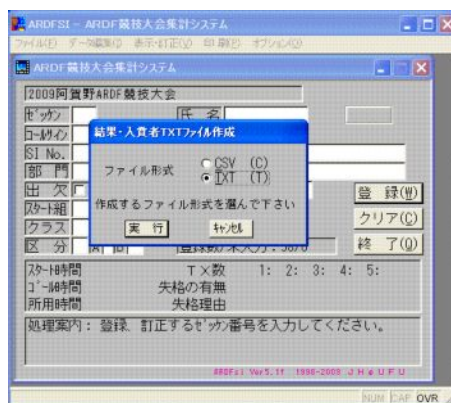 ARDFSI - ARDF競技大会集計システム
ファイル(F) データ編集(I) 表示・訂正(V) 印刷(P) オプション(O)
ARDF競技大会集計システム
2009阿賀野ARDF競技大会
ゼッケン 氏 名
コールサイン
結果・入賞者TXTファイル作成
SI No.
部 門
ファイル形式
CSV (C)
TXT (T)
出 欠
登 録(W)
スタート組
作成するファイル形式を選んで下さい
クラス
実 行
キャンセル
クリア(C)
区 分
終 了(Q)
スタート時間 TX数 1: 2: 3: 4: 5:
ゴール時間 失格の有無
所用時間 失格理由
処理案内: 登録、訂正するゼッケン番号を入力してください。
ARDFsi Ver5.1f 1996-2009 JHøUFU
NUM CAP OVR